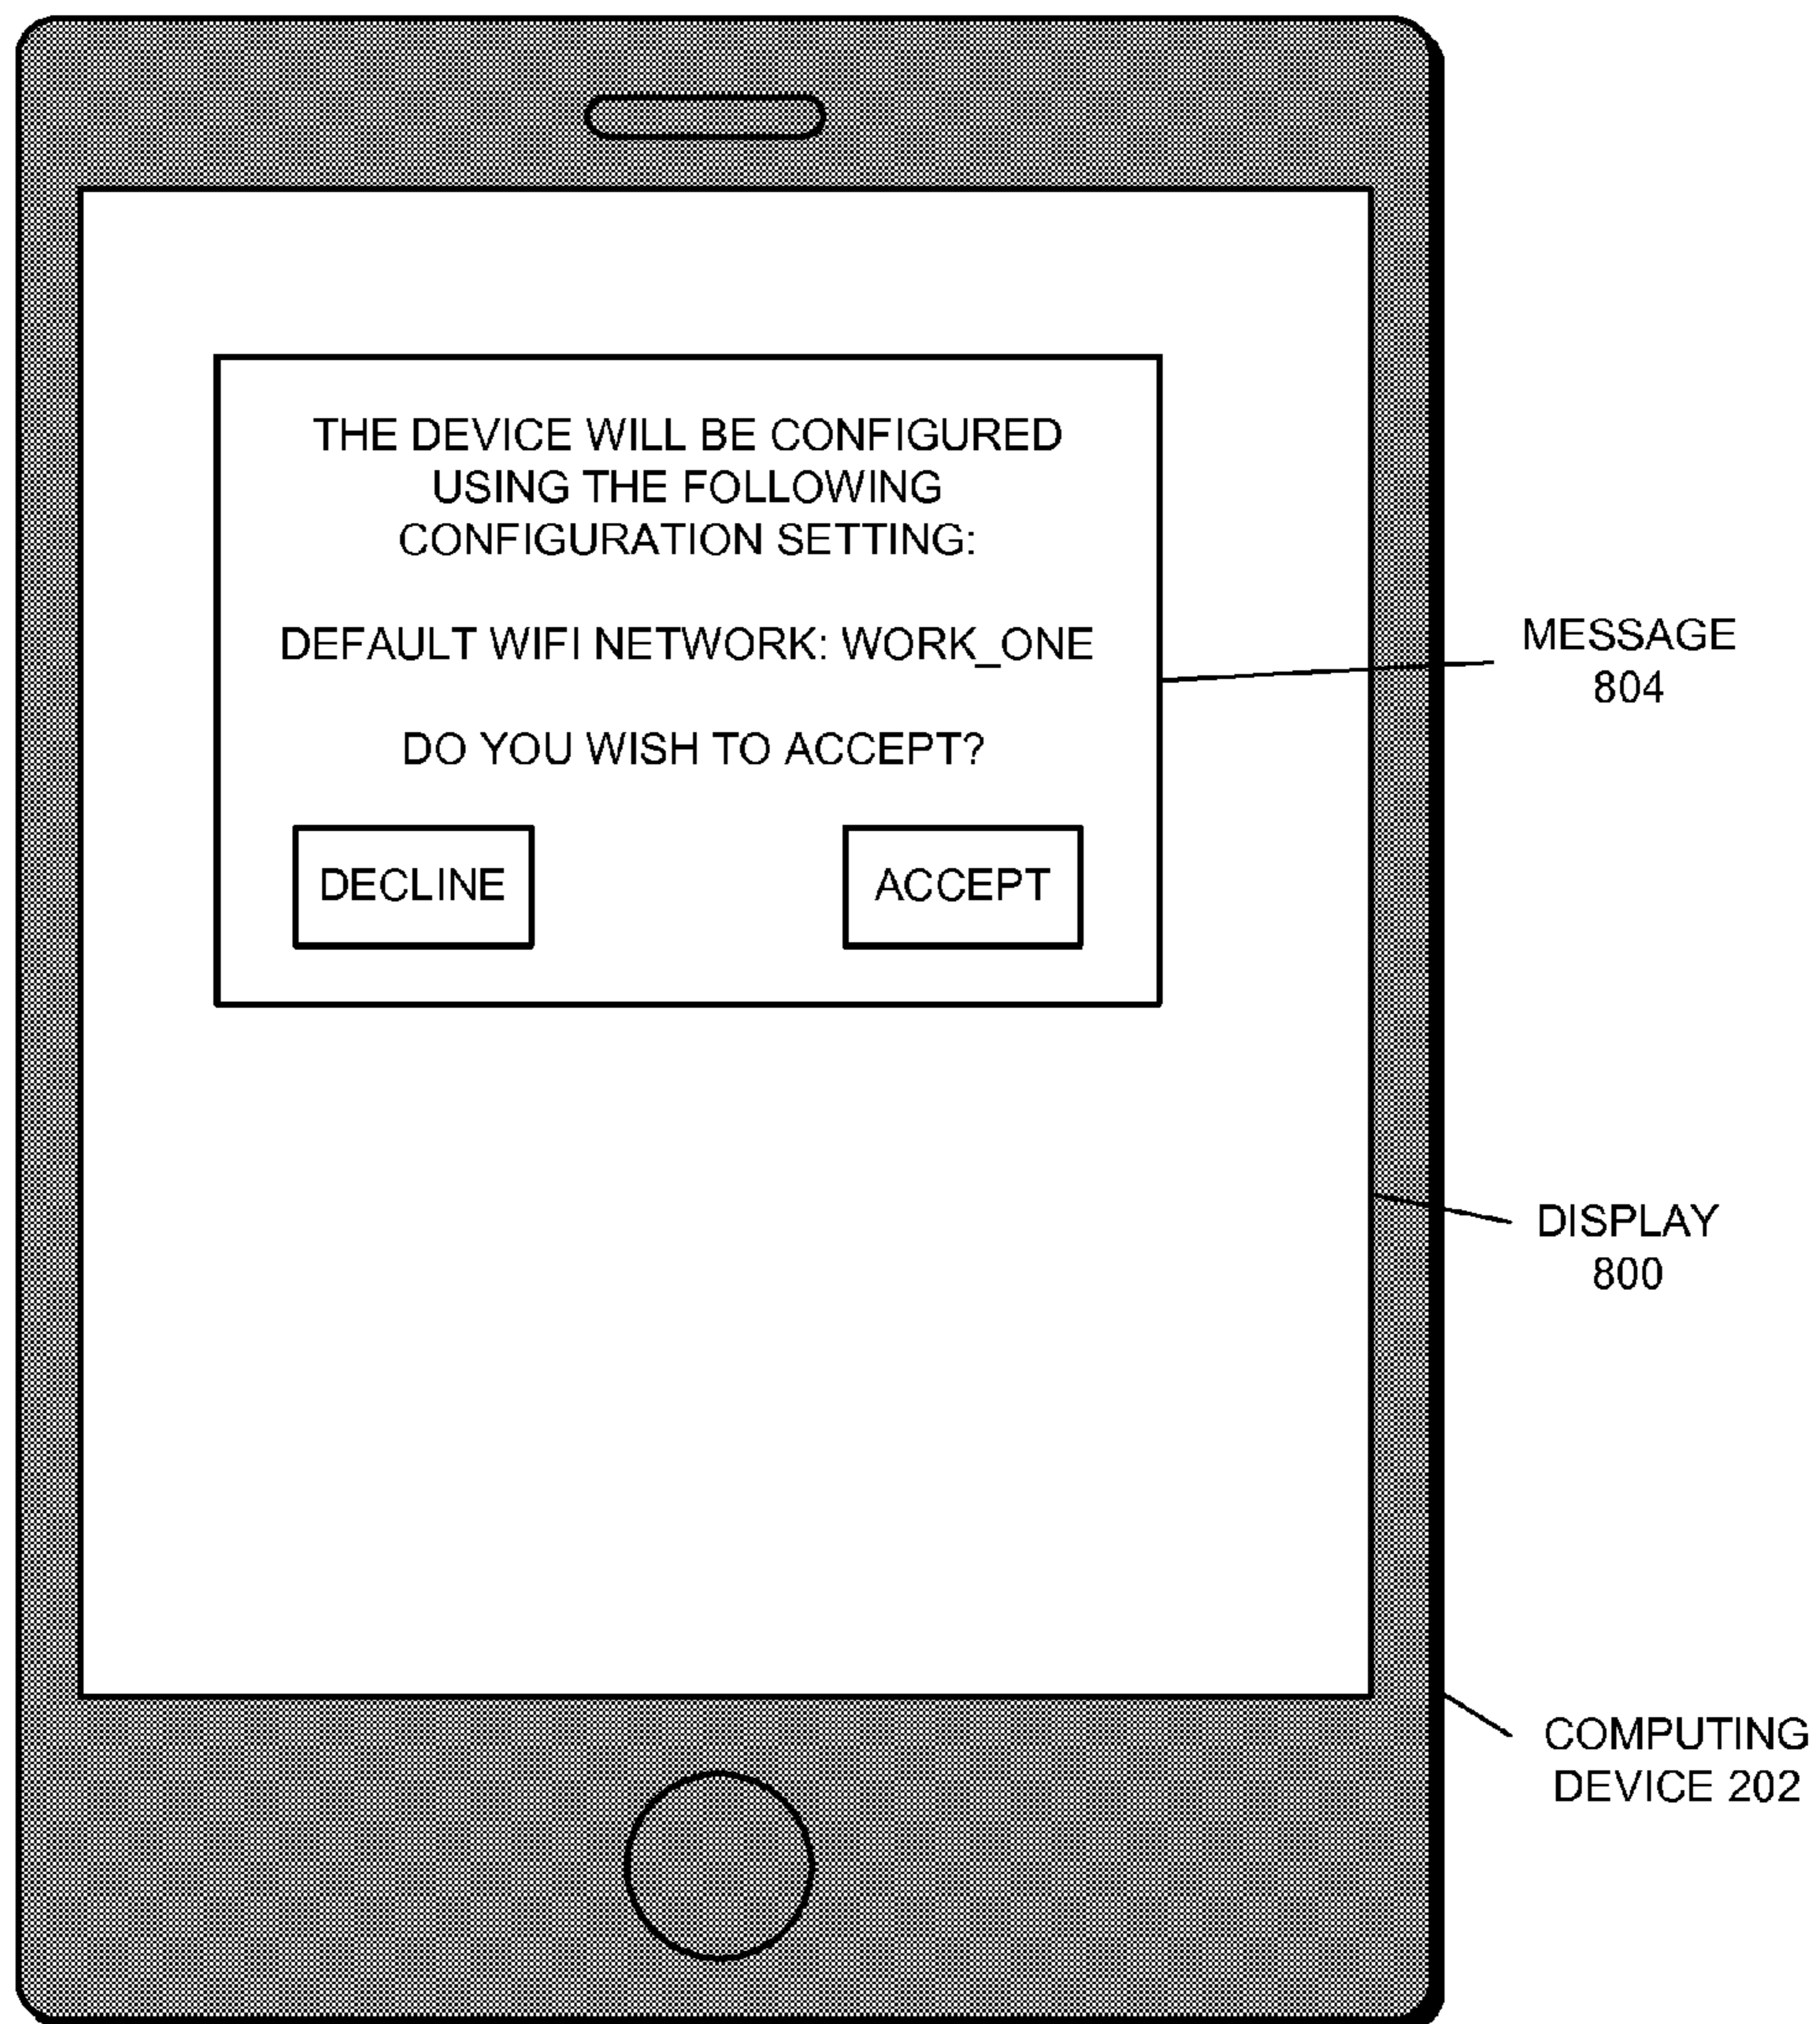 THE DEVICE WILL BE CONFIGURED
USING THE FOLLOWING
CONFIGURATION SETTING:
DEFAULT WIFI NETWORK: WORK_ONE
DO YOU WISH TO ACCEPT?
DECLINE
ACCEPT
MESSAGE
804
DISPLAY
800
COMPUTING
DEVICE 202